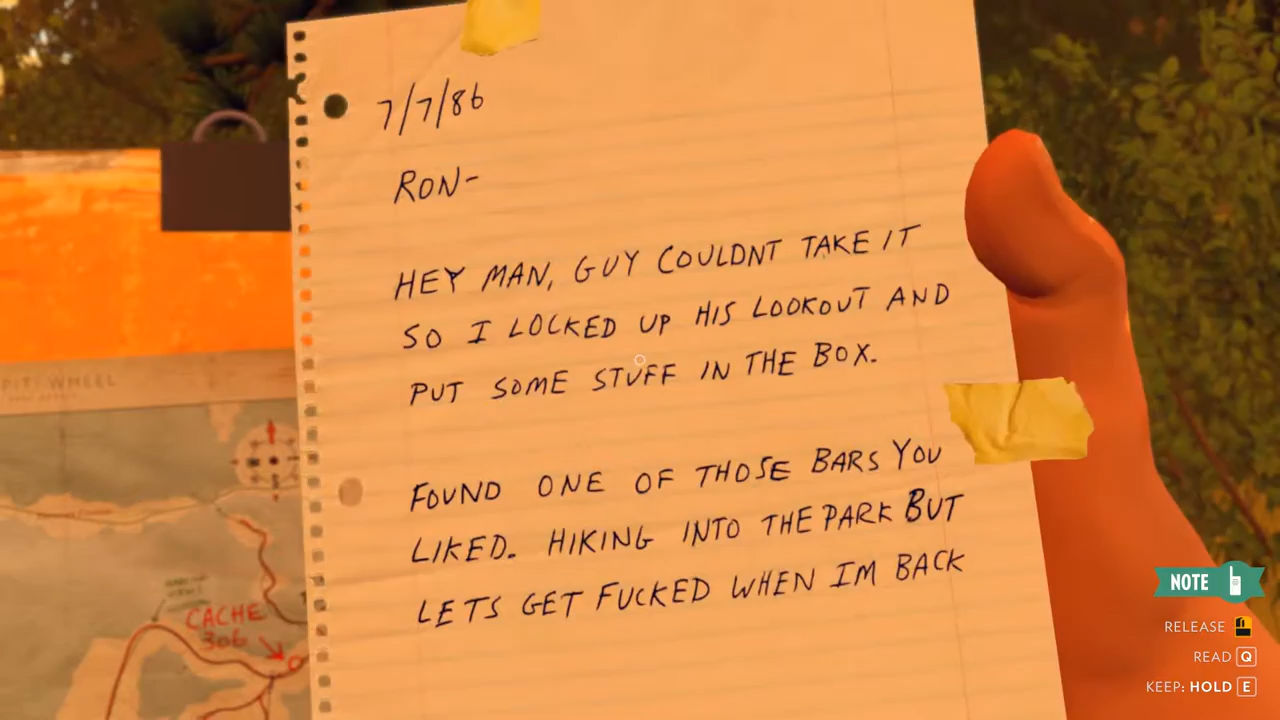 7/7/86
RON-
HEY MAN, GUY COULDNT TAKE IT
SO I LOCKED UP HIS LOOKOUT AND
PUT SOME STUFF IN THE BOX.
FOUND ONE OF THOSE BARS YOU
LIKED. HIKING INTO THE PARK BUT
LETS GET FUCKED WHEN IM BACK
WHEEL
CACHE
306
NOTE
RELEASE
READ Q
KEEP: HOLD E